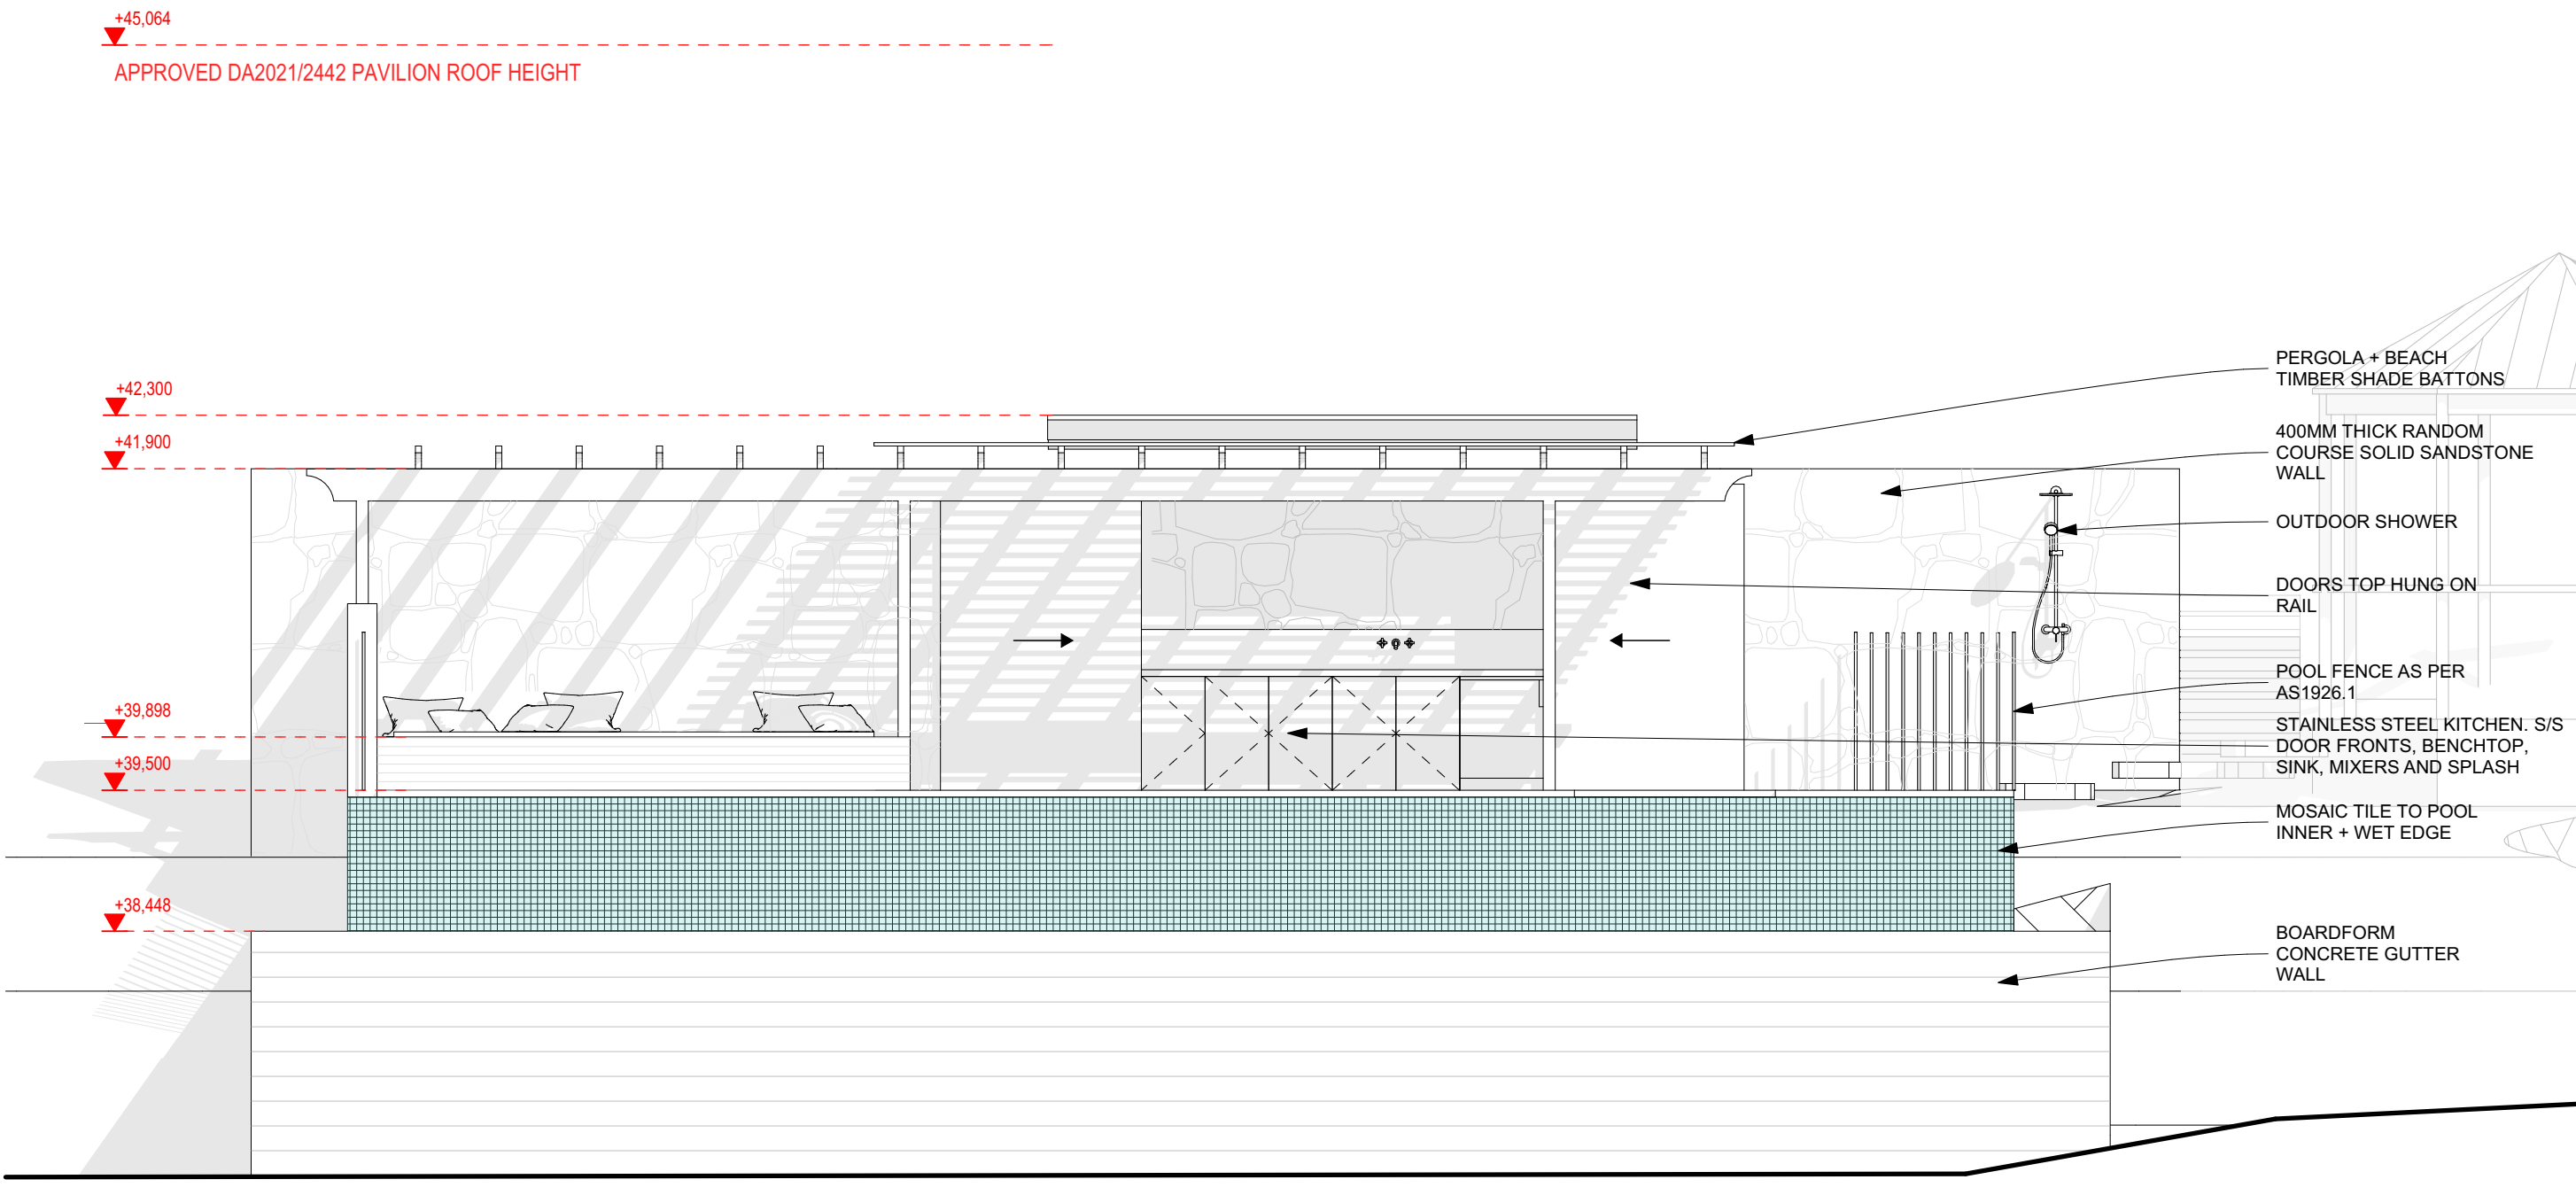 +45,064
APPROVED DA2021/2442 PAVILION ROOF HEIGHT
+42,300
+41,900
+39,898
+39,500
+38,448
PERGOLA + BEACH
TIMBER SHADE BATTONS
400MM THICK RANDOM
COURSE SOLID SANDSTONE
WALL
OUTDOOR SHOWER
DOORS TOP HUNG ON
RAIL
POOL FENCE AS PER
AS1926.1
STAINLESS STEEL KITCHEN. S/S
DOOR FRONTS, BENCHTOP,
SINK, MIXERS AND SPLASH
MOSAIC TILE TO POOL
INNER + WET EDGE
BOARDFORM
CONCRETE GUTTER
WALL